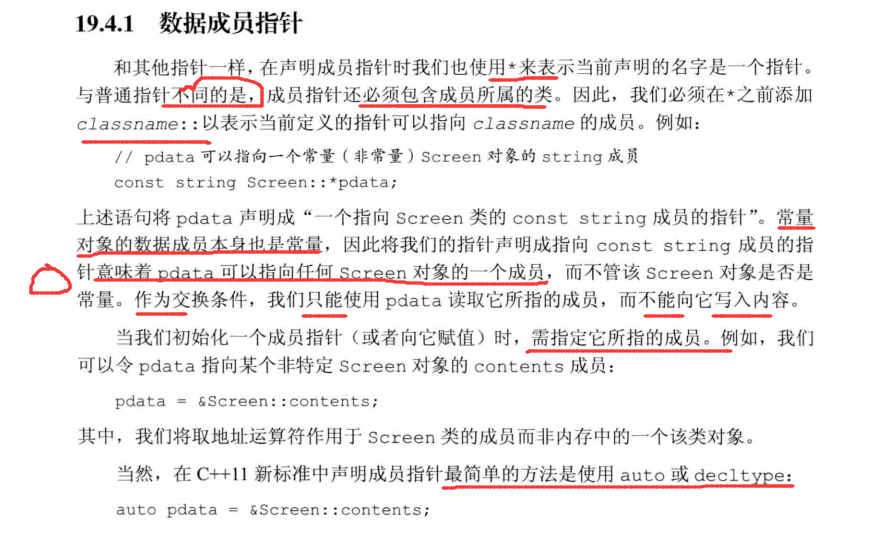 19.4.1 数据成员指针
和其他指针一样，在声明成员指针时我们也使用*来表示当前声明的名字是一个指针。
与普通指针不同的是，成员指针还必须包含成员所属的类。因此，我们必须在*之前添加
classname::以表示当前定义的指针可以指向 classname 的成员。例如：
// pdata 可以指向一个常量（非常量）Screen 对象的 string 成员
const string Screen::*pdata;
上述语句将 pdata 声明成“一个指向 Screen 类的 const string 成员的指针”。常量
对象的数据成员本身也是常量，因此将我们的指针声明成指向 const string 成员的指
针意味着 pdata 可以指向任何 Screen 对象的一个成员，而不管该 Screen 对象是否是
常量。作为交换条件，我们只能使用 pdata 读取它所指的成员，而不能向它写入内容。
当我们初始化一个成员指针（或者向它赋值）时，需指定它所指的成员。例如，我们
可以令 pdata 指向某个非特定 Screen 对象的 contents 成员：
pdata = &Screen::contents;
其中，我们将取地址运算符作用于 Screen 类的成员而非内存中的一个该类对象。
当然，在 C++11 新标准中声明成员指针最简单的方法是使用 auto 或 decltype：
auto pdata = &Screen::contents;